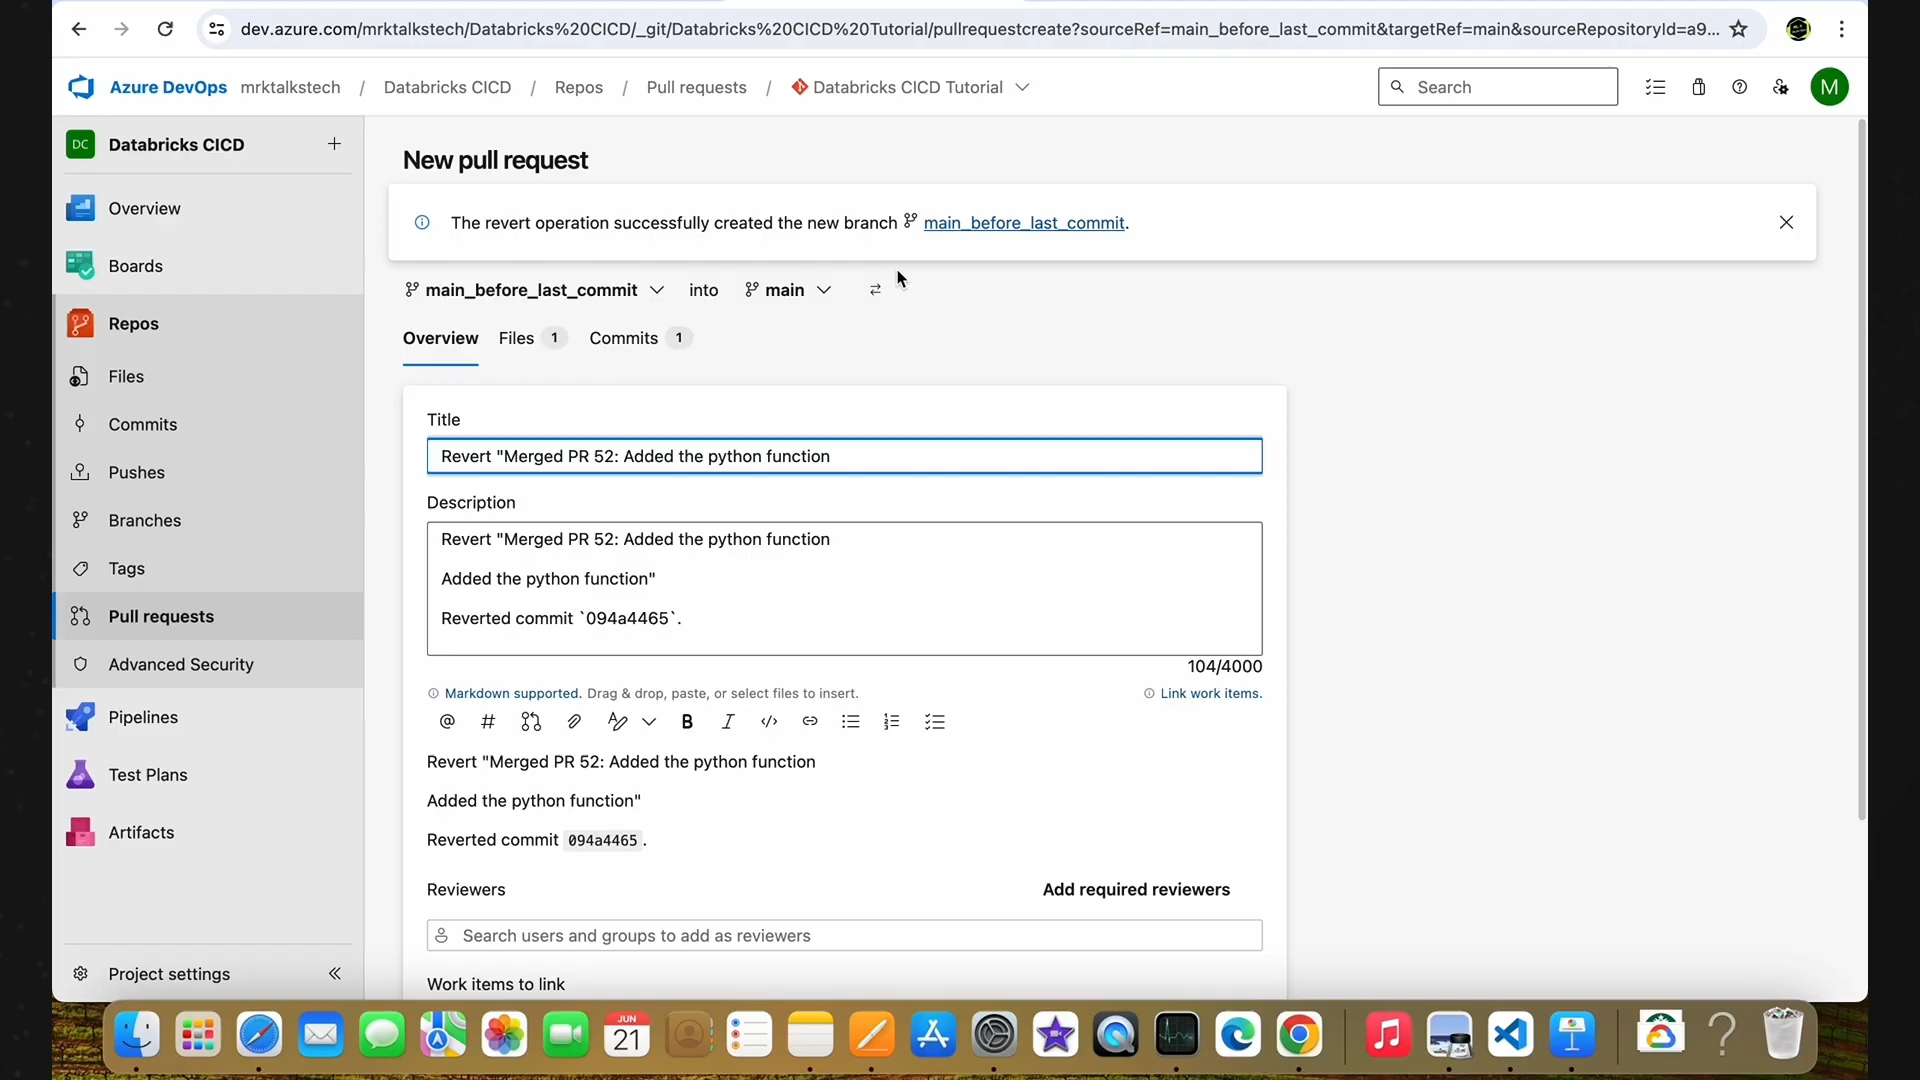 dev.azure.com/mrktalkstech/Databricks%20CICD/_git/Databricks%20CICD%20Tutorial/pullrequestcreate?sourceRef=main_before_last_commit&targetRef=main&sourceRepositoryId=a9...
Azure DevOps mrktalkstech / Databricks CICD / Repos / Pull requests / Databricks CICD Tutorial
Search
M
DC Databricks CICD
Overview
Boards
Repos
Files
Commits
Pushes
Branches
Tags
Pull requests
Advanced Security
Pipelines
Test Plans
Artifacts
Project settings
New pull request
The revert operation successfully created the new branch main_before_last_commit.
main_before_last_commit into main
Overview Files 1 Commits 1
Title
Revert "Merged PR 52: Added the python function
Description
Revert "Merged PR 52: Added the python function
Added the python function"
Reverted commit `094a4465`.
104/4000
Markdown supported. Drag & drop, paste, or select files to insert. Link work items.
Revert "Merged PR 52: Added the python function
Added the python function"
Reverted commit 094a4465.
Reviewers Add required reviewers
Search users and groups to add as reviewers
Work items to link
JUN
21